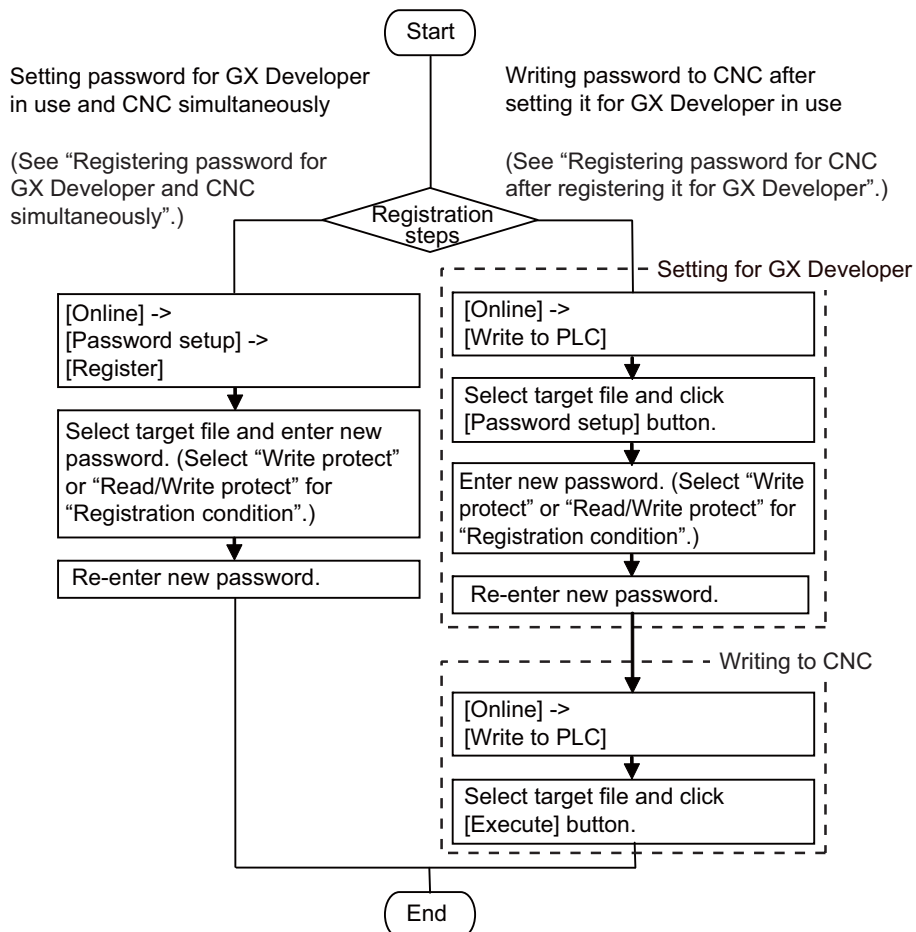 Start
Setting password for GX Developer
in use and CNC simultaneously
(See “Registering password for
GX Developer and CNC
simultaneously”.)
Writing password to CNC after
setting it for GX Developer in use
(See “Registering password for CNC
after registering it for GX Developer”.)
Registration
steps
[Online] ->
[Password setup] ->
[Register]
Select target file and enter new
password. (Select “Write protect”
or “Read/Write protect” for
“Registration condition”.)
Re-enter new password.
Setting for GX Developer
[Online] ->
[Write to PLC]
Select target file and click
[Password setup] button.
Enter new password. (Select “Write
protect” or “Read/Write protect” for
“Registration condition”.)
Re-enter new password.
Writing to CNC
[Online] ->
[Write to PLC]
Select target file and click
[Execute] button.
End